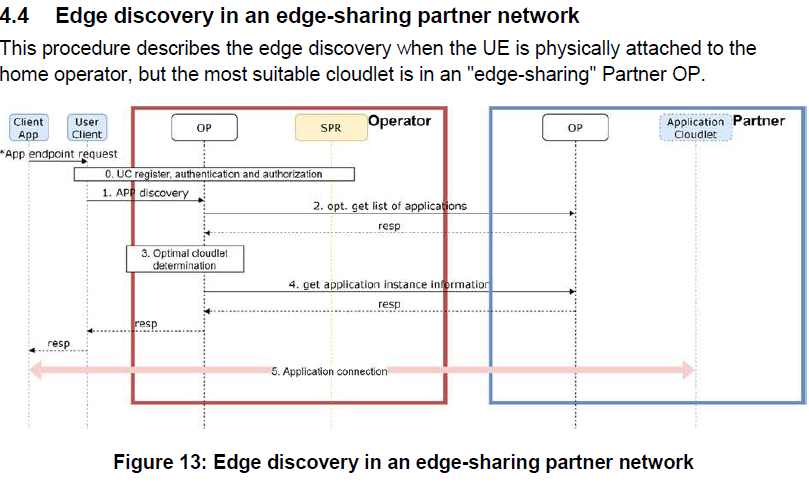 4.4 Edge discovery in an edge-sharing partner network
This procedure describes the edge discovery when the UE is physically attached to the
home operator, but the most suitable cloudlet is in an "edge-sharing" Partner OP.
Client
App
User
Client
OP
SPR
Operator
OP
Application
Cloudlet
Partner
*App endpoint request
0. UC register, authentication and authorization
1. APP discovery
2. opt. get list of applications
resp
3. Optimal cloudlet
determination
4. get application instance information
resp
resp
resp
5. Application connection
Figure 13: Edge discovery in an edge-sharing partner network